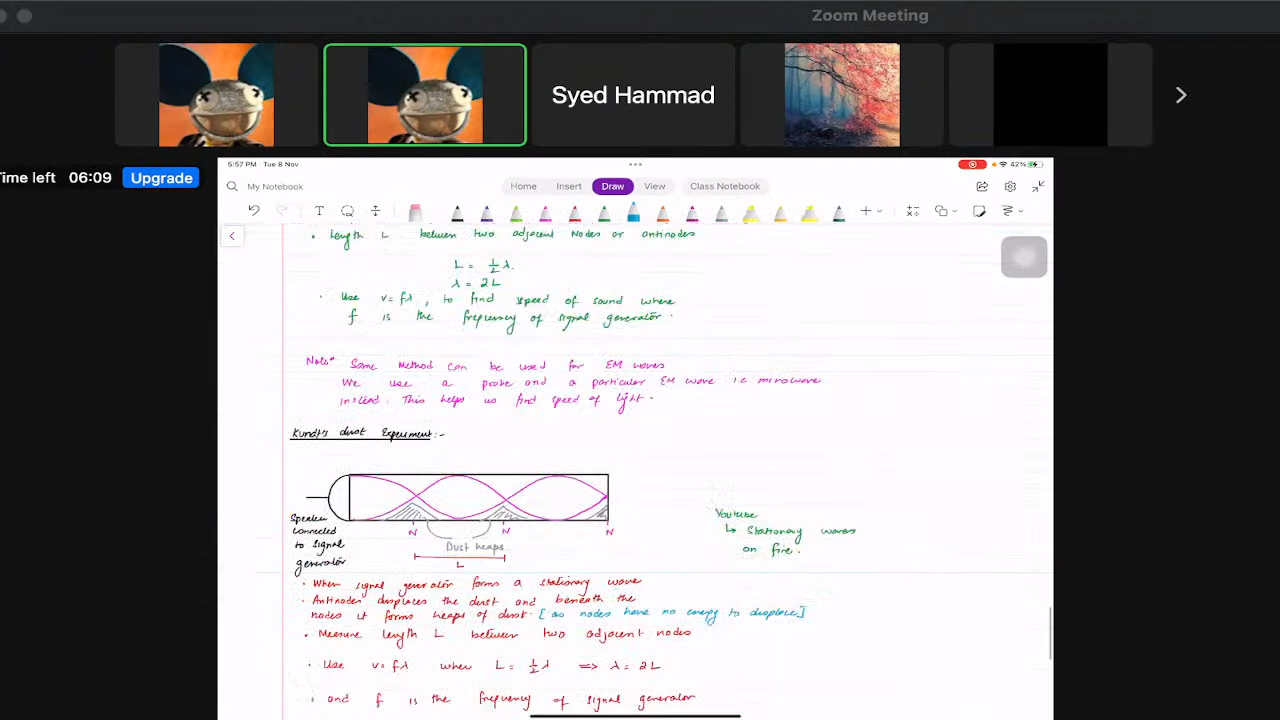 Zoom Meeting
Syed Hammad
ime left 06:09 Upgrade
5:57 PM Tue 8 Nov
42%
My Notebook
Home Insert Draw View Class Notebook
. Length L between two adjacent Nodes or antinodes
L = 1/2 λ.
λ = 2L
. Use v=fλ, to find speed of sound where
f is the frequency of signal generator.
Note* Same Method can be used for EM waves
We use a probe and a particular EM wave i.e microwave
instead. This helps us find speed of light.
Kundt's dust Experiment:-
Speaker
connected
to signal
generator
N N N
Dust heaps
L
Youtube
↳ Stationary waves
on fire.
. When signal generator forms a stationary wave
. Antinodes displaces the dust and beneath the
nodes it forms heaps of dust. [as nodes have no energy to displace]
. Measure length L between two adjacent nodes
. Use v=fλ when L = 1/2 λ => λ = 2L
. and f is the frequency of signal generator